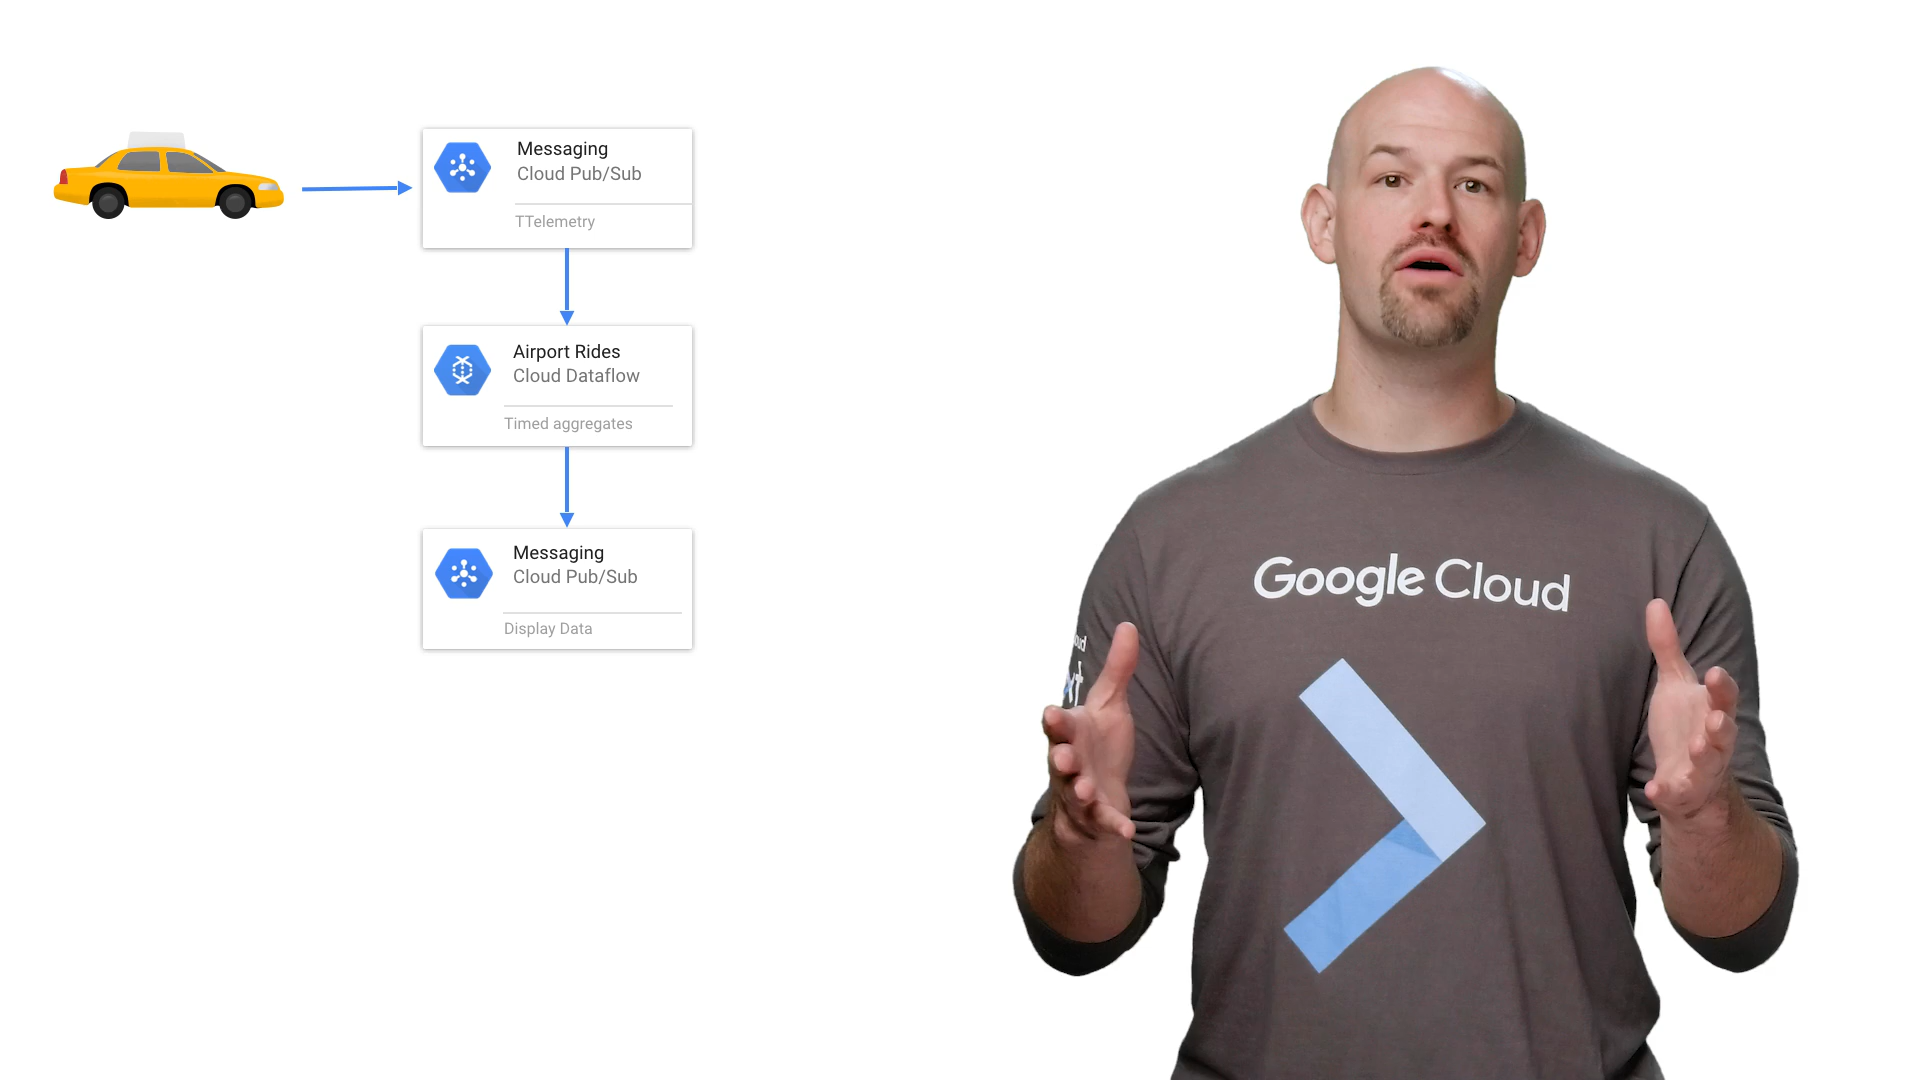 Messaging
Cloud Pub/Sub
TTelemetry
Airport Rides
Cloud Dataflow
Timed aggregates
Messaging
Cloud Pub/Sub
Display Data
Google Cloud